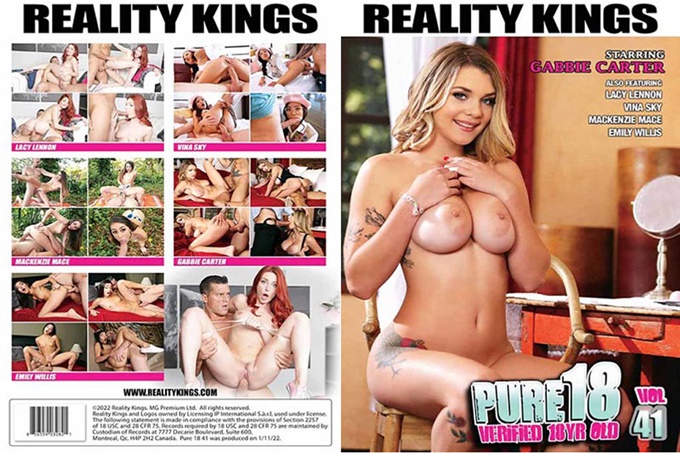 REALITY KINGS
LACY LENNON
VINA SKY
MACKENZIE MACE
GABBIE CARTER
EMILY WILLIS
WWW.REALITYKINGS.COM
©2022 Reality Kings. MG Premium Ltd. All rights reserved.
Reality Kings and Logos owned by Licensing IP International S.à.r.l, used under license.
The following statement is made in compliance with the provisions of Section 2257
of 18 USC and 28 CFR 75. Records required by 18 USC and 28 CFR 75 are maintained by
Custodian of Records at 7777 Decarie Boulevard, Suite 600,
Montreal, Qc, H4P 2H2 Canada. Pure 18 41 was produced on 1/11/22.
REALITY KINGS
STARRING
GABBIE CARTER
ALSO FEATURING
LACY LENNON
VINA SKY
MACKENZIE MACE
EMILY WILLIS
PURE 18
VERIFIED 18YR OLD
VOL
41